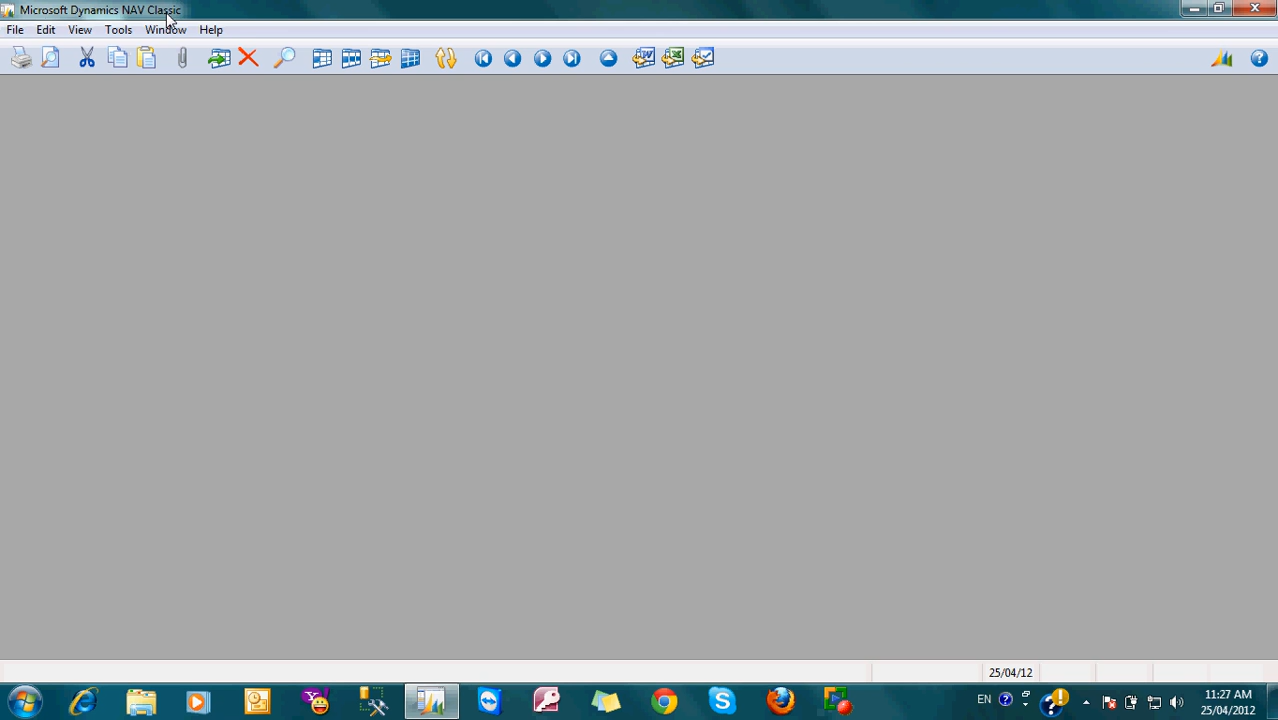 Microsoft Dynamics NAV Classic
File Edit View Tools Window Help
25/04/12
EN
11:27 AM
25/04/2012